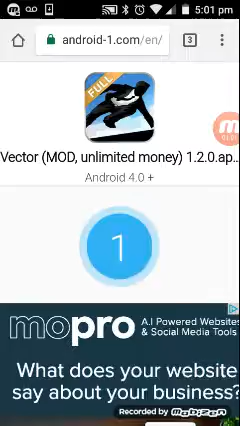 5:01 pm
android-1.com/en/
3
FULL
Vector (MOD, unlimited money) 1.2.0.ap...
Android 4.0 +
1
mopro
A.I Powered Websites
& Social Media Tools
What does your website
say about your business?
Recorded by Mobizen